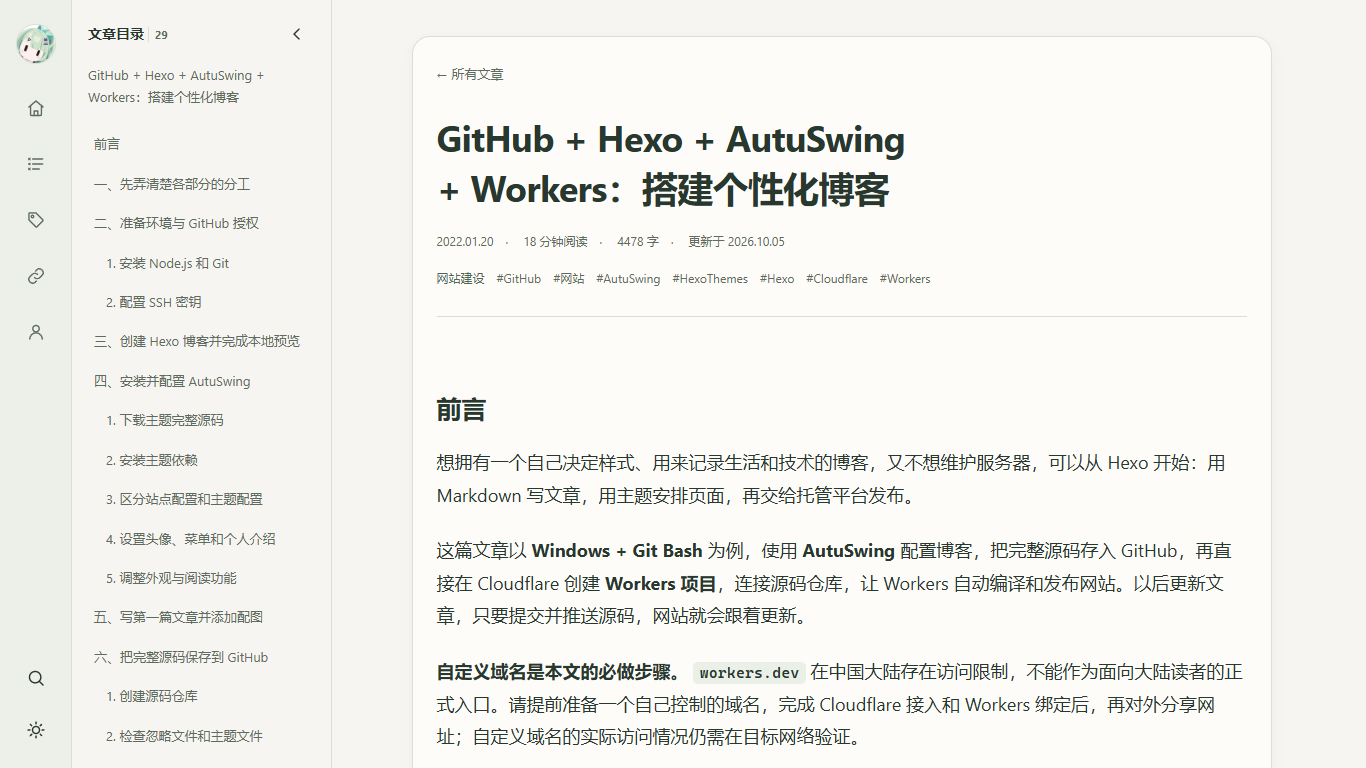 文章目录 29
GitHub + Hexo + AutuSwing +
Workers：搭建个性化博客
前言
一、先弄清楚各部分的分工
二、准备环境与 GitHub 授权
1. 安装 Node.js 和 Git
2. 配置 SSH 密钥
三、创建 Hexo 博客并完成本地预览
四、安装并配置 AutuSwing
1. 下载主题完整源码
2. 安装主题依赖
3. 区分站点配置和主题配置
4. 设置头像、菜单和个人介绍
5. 调整外观与阅读功能
五、写第一篇文章并添加配图
六、把完整源码保存到 GitHub
1. 创建源码仓库
2. 检查忽略文件和主题文件
← 所有文章
GitHub + Hexo + AutuSwing
+ Workers：搭建个性化博客
2022.01.20 · 18 分钟阅读 · 4478 字 · 更新于 2026.10.05
网站建设 #GitHub #网站 #AutuSwing #HexoThemes #Hexo #Cloudflare #Workers
前言
想拥有一个自己决定样式、用来记录生活和技术的博客，又不想维护服务器，可以从 Hexo 开始：用
Markdown 写文章，用主题安排页面，再交给托管平台发布。
这篇文章以 Windows + Git Bash 为例，使用 AutuSwing 配置博客，把完整源码存入 GitHub，再直
接在 Cloudflare 创建 Workers 项目，连接源码仓库，让 Workers 自动编译和发布网站。以后更新文
章，只要提交并推送源码，网站就会跟着更新。
自定义域名是本文的必做步骤。 workers.dev 在中国大陆存在访问限制，不能作为面向大陆读者的正
式入口。请提前准备一个自己控制的域名，完成 Cloudflare 接入和 Workers 绑定后，再对外分享网
址；自定义域名的实际访问情况仍需在目标网络验证。